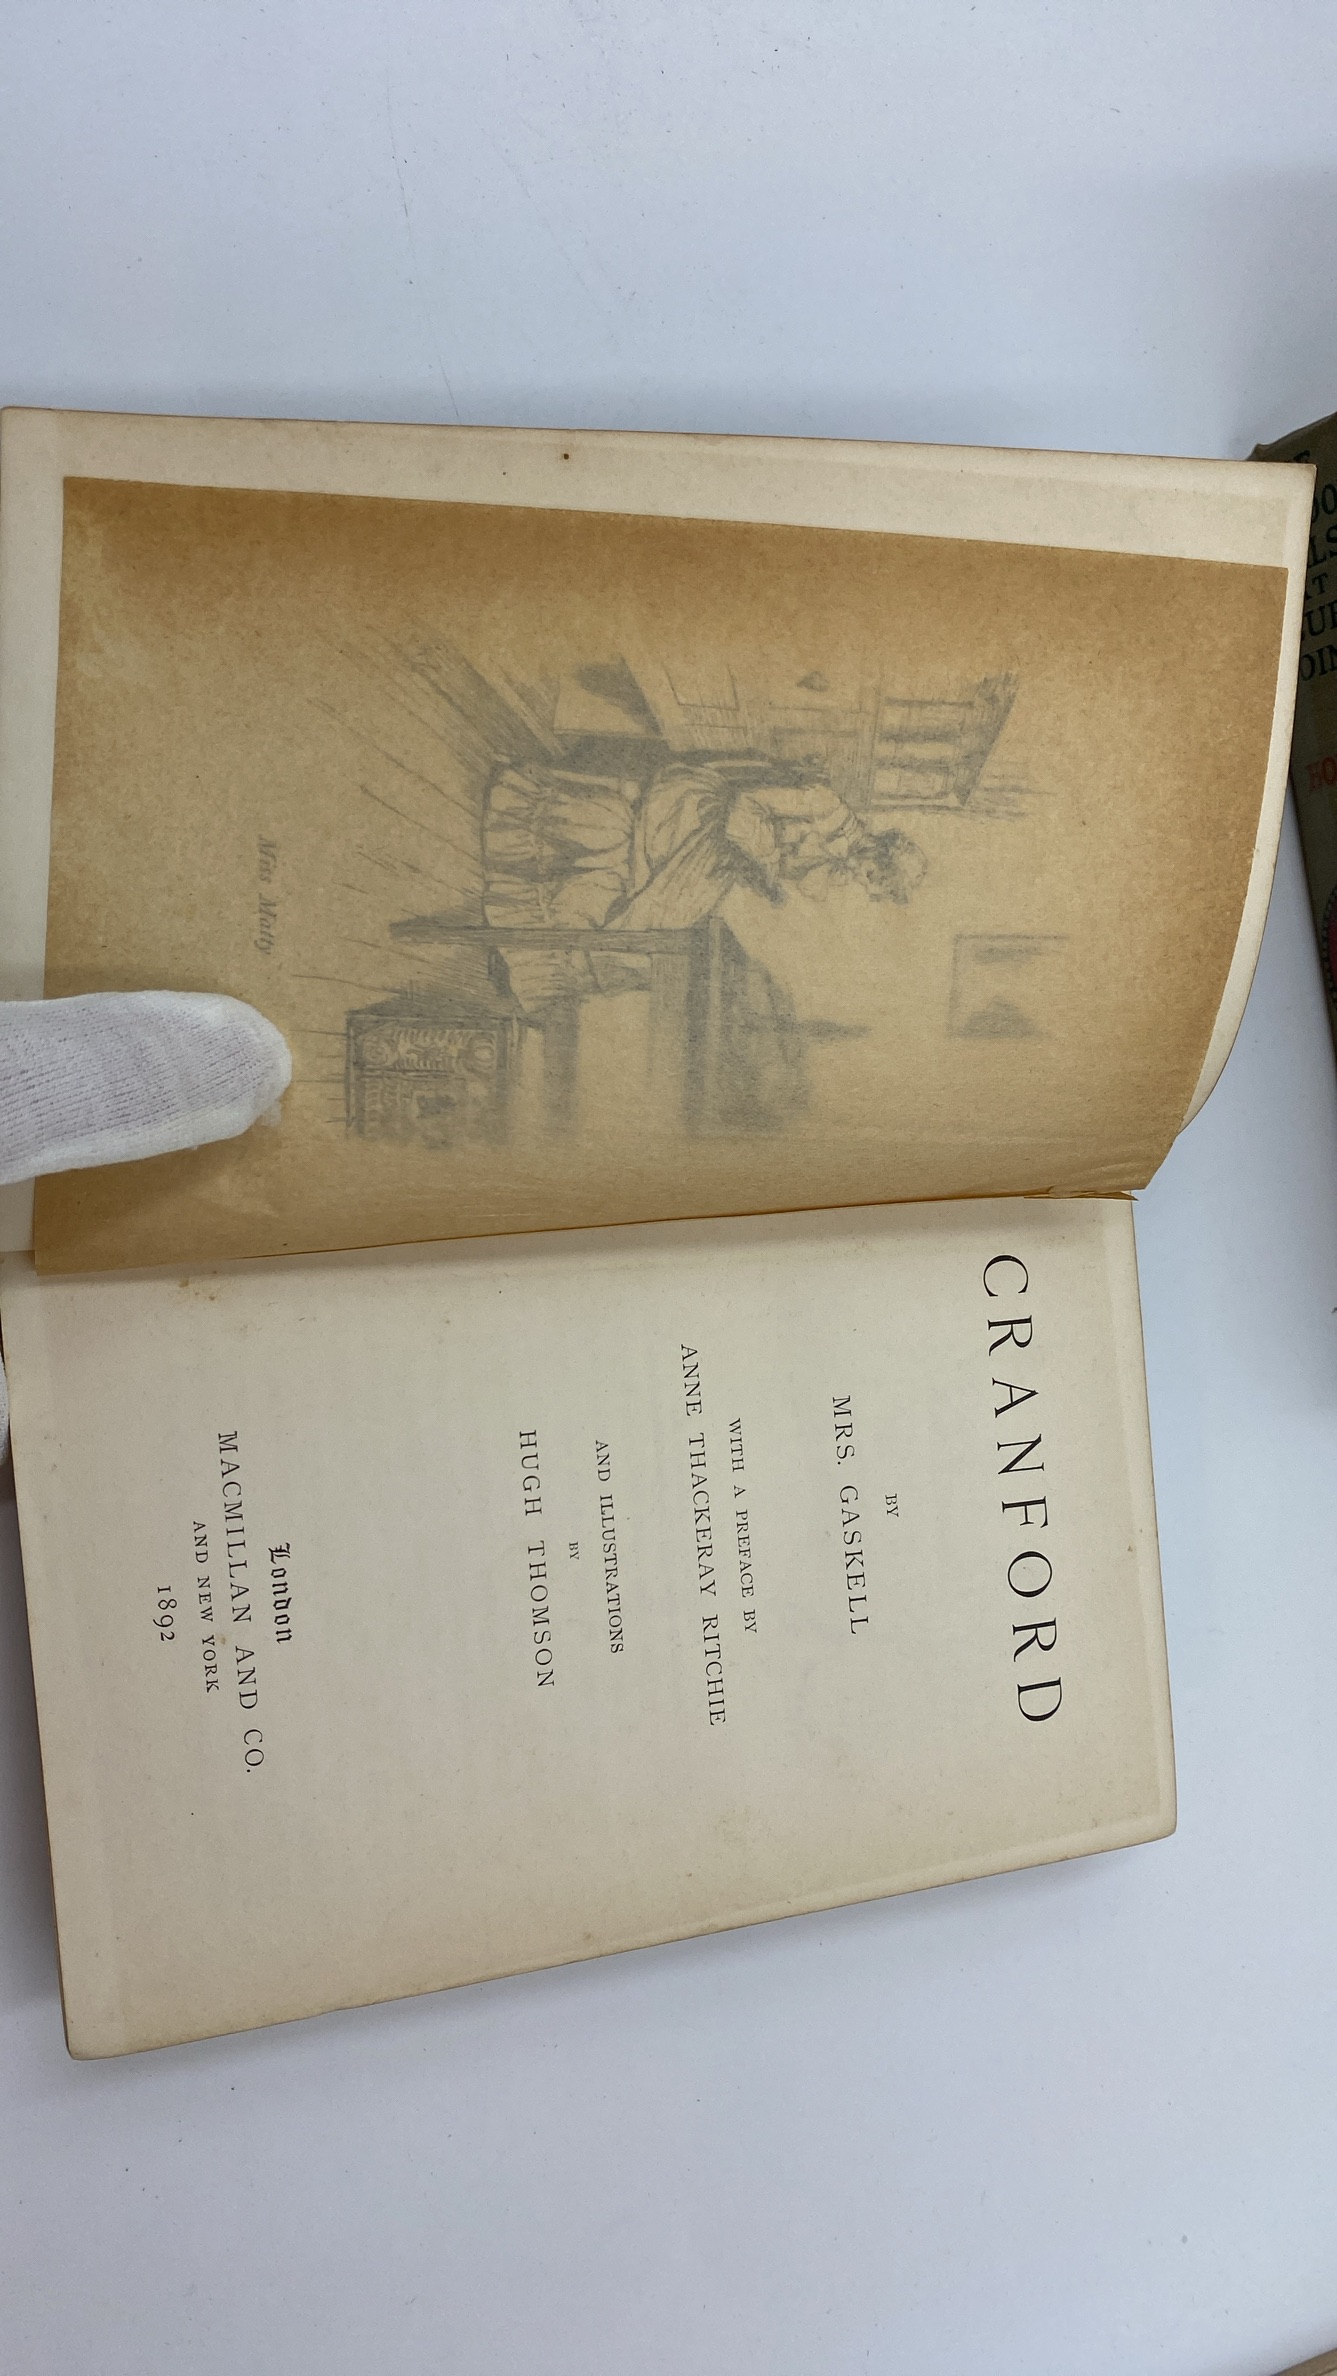 Miss Matty
CRANFORD
BY
MRS. GASKELL
WITH A PREFACE BY
ANNE THACKERAY RITCHIE
AND ILLUSTRATIONS
BY
HUGH THOMSON
London
MACMILLAN AND CO.
AND NEW YORK
1892